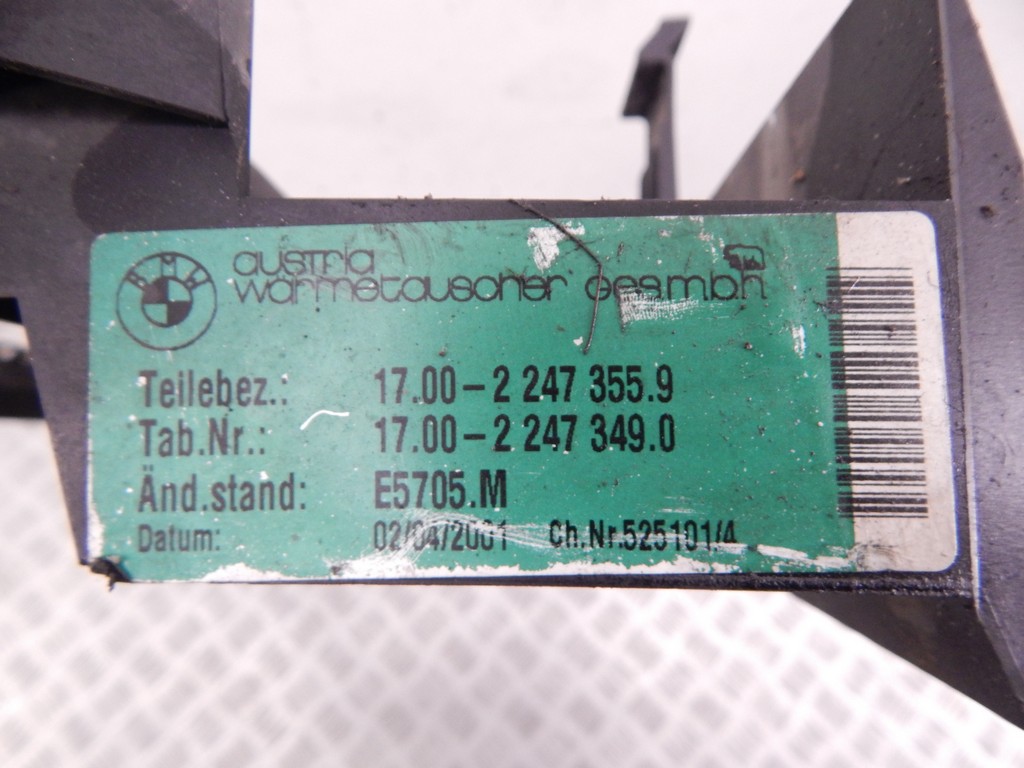 BMW
austria
wärmetauscher ges.m.b.h.
Teilebez.: 17.00-2 247 355.9
Tab.Nr.: 17.00-2 247 349.0
Änd.stand: E5705.M
Datum: 02/04/2001 Ch.Nr.525101/4